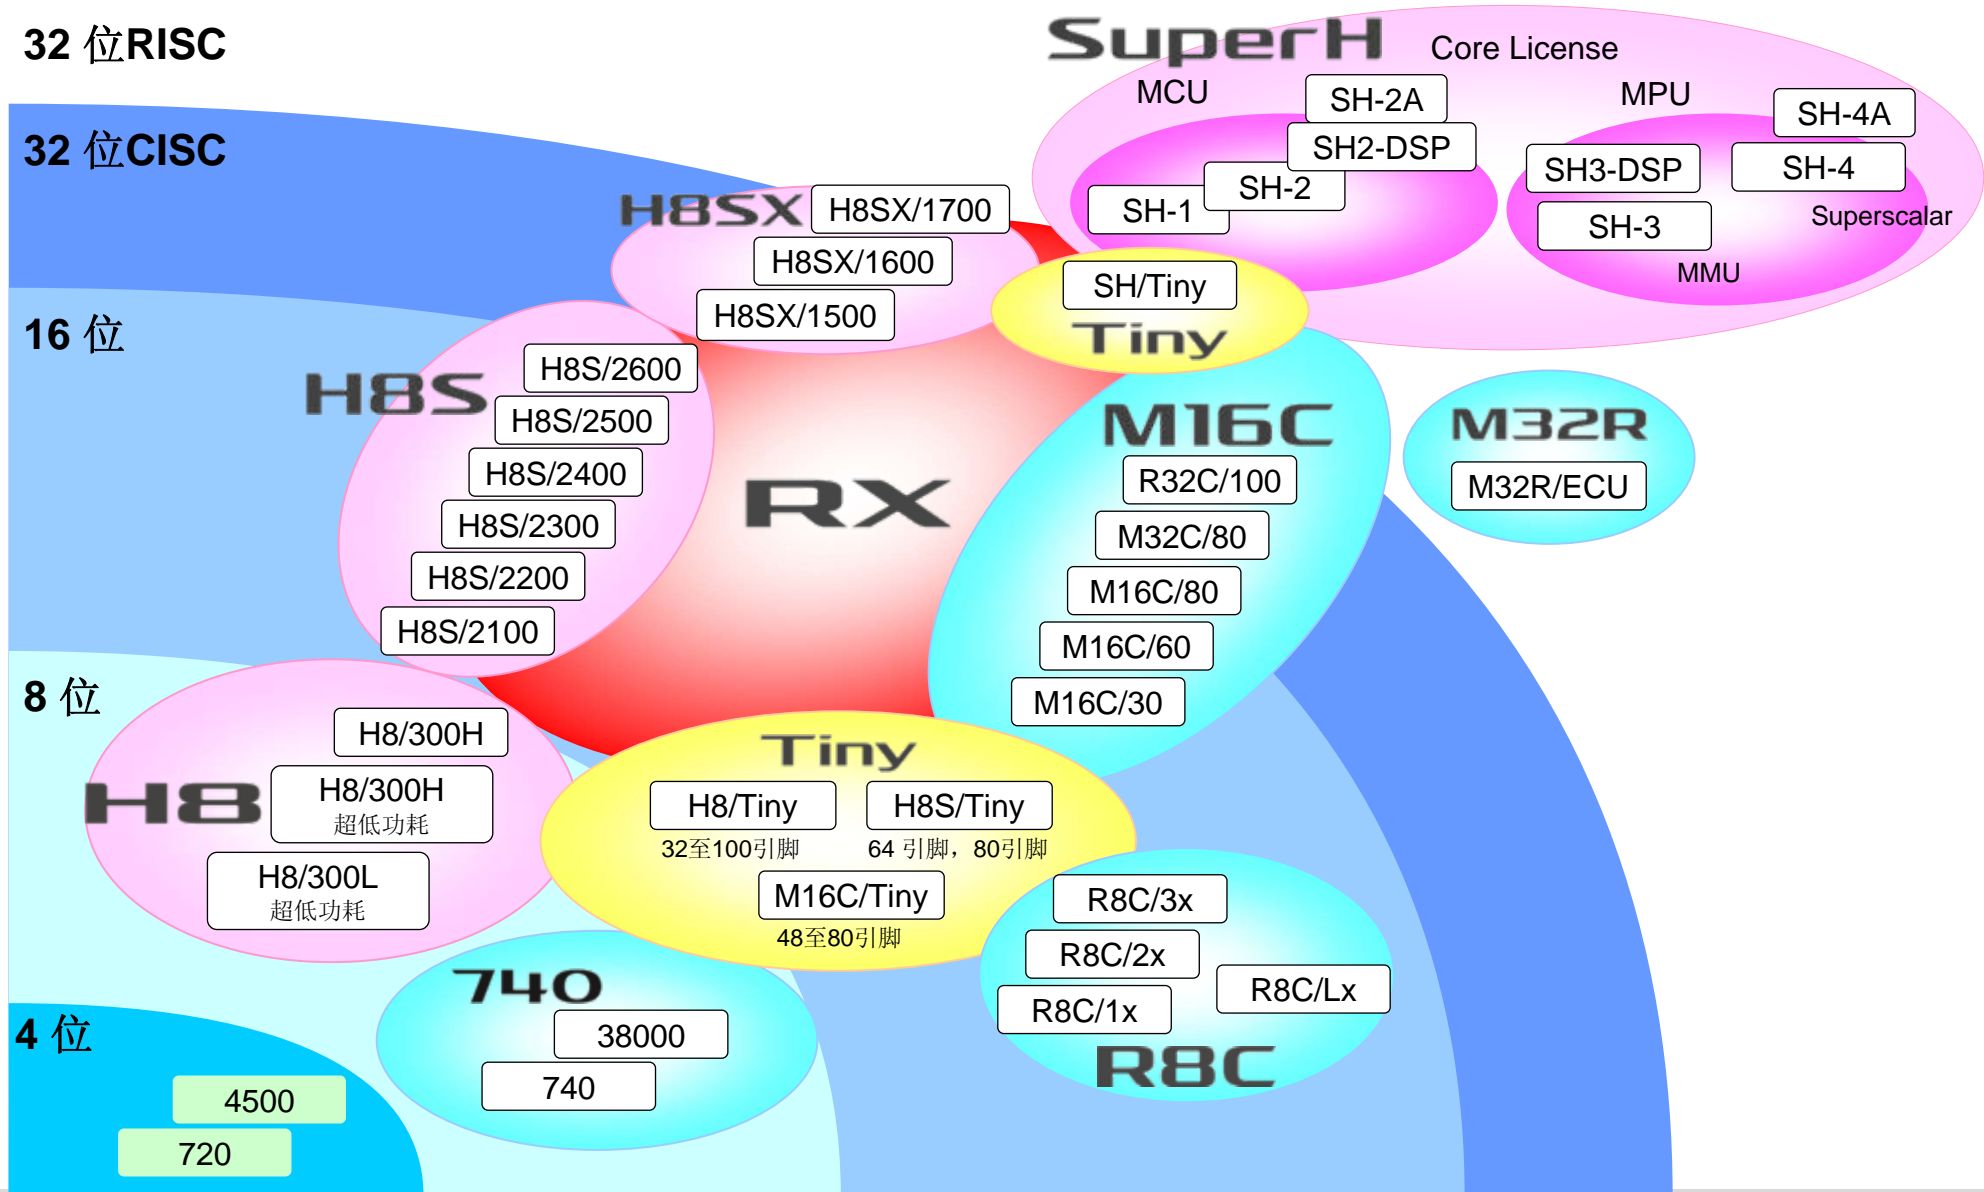 32 位RISC
SuperH
Core License
MCU
SH-2A
SH2-DSP
SH-2
SH-1
MPU
SH-4A
SH3-DSP
SH-4
SH-3
Superscalar
MMU
32 位CISC
H8SX
H8SX/1700
H8SX/1600
H8SX/1500
SH/Tiny
Tiny
16 位
H8S
H8S/2600
H8S/2500
H8S/2400
H8S/2300
H8S/2200
H8S/2100
RX
M16C
R32C/100
M32C/80
M16C/80
M16C/60
M16C/30
M32R
M32R/ECU
8 位
H8
H8/300H
H8/300H
超低功耗
H8/300L
超低功耗
Tiny
H8/Tiny
32至100引脚
H8S/Tiny
64 引脚，80引脚
M16C/Tiny
48至80引脚
740
38000
740
R8C/3x
R8C/2x
R8C/1x
R8C/Lx
R8C
4 位
4500
720